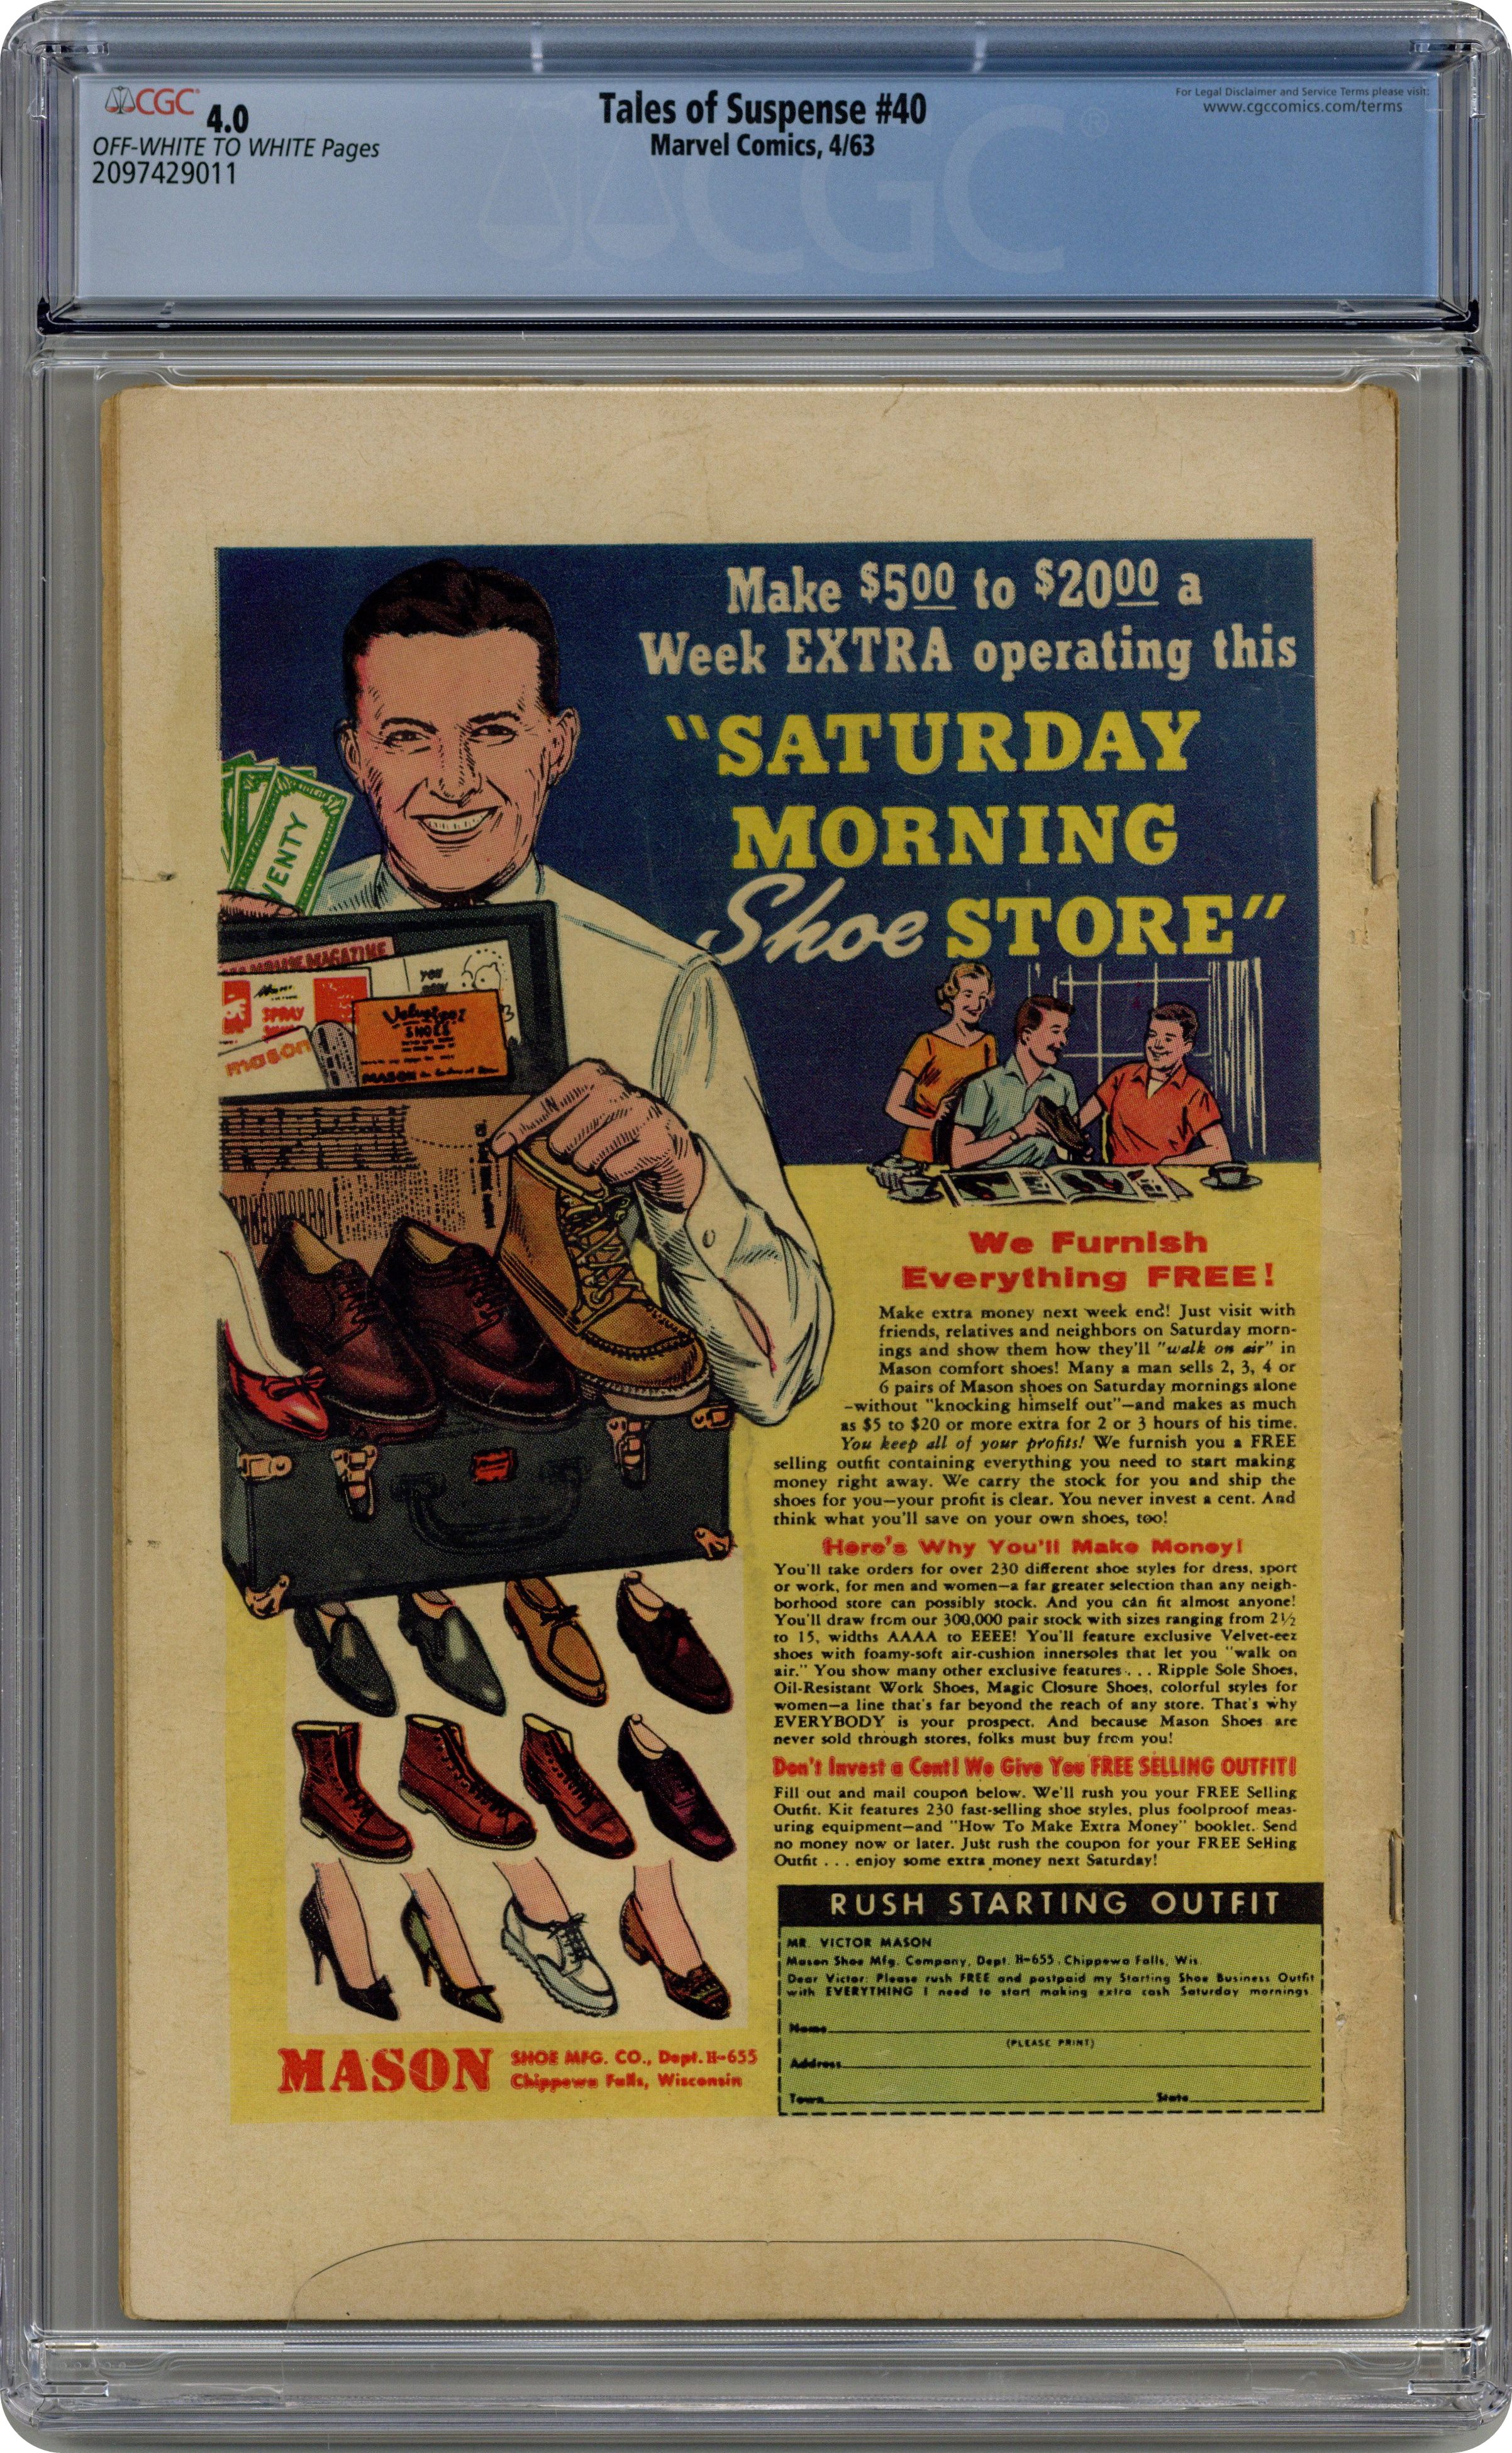 CGC 4.0
OFF-WHITE TO WHITE Pages
2097429011
Tales of Suspense #40
Marvel Comics, 4/63
For Legal Disclaimer and Service Terms please visit:
www.cgccomics.com/terms
CGC
Make $5.00 to $20.00 a
Week EXTRA operating this
"SATURDAY
MORNING
Shoe STORE"
MAGAZINE
SPRAY
mason
you
Velvet-eez
SHOES
MASON
We Furnish
Everything FREE!
Make extra money next week end! Just visit with
friends, relatives and neighbors on Saturday morn-
ings and show them how they'll "walk on air" in
Mason comfort shoes! Many a man sells 2, 3, 4 or
6 pairs of Mason shoes on Saturday mornings alone
-without "knocking himself out"—and makes as much
as $5 to $20 or more extra for 2 or 3 hours of his time.
You keep all of your profits! We furnish you a FREE
selling outfit containing everything you need to start making
money right away. We carry the stock for you and ship the
shoes for you—your profit is clear. You never invest a cent. And
think what you'll save on your own shoes, too!
Here's Why You'll Make Money!
You'll take orders for over 230 different shoe styles for dress, sport
or work, for men and women—a far greater selection than any neigh-
borhood store can possibly stock. And you can fit almost anyone!
You'll draw from our 300,000 pair stock with sizes ranging from 2½
to 15, widths AAAA to EEEE! You'll feature exclusive Velvet-eez
shoes with foamy-soft air-cushion innersoles that let you "walk on
air." You show many other exclusive features . . . Ripple Sole Shoes,
Oil-Resistant Work Shoes, Magic Closure Shoes, colorful styles for
women—a line that's far beyond the reach of any store. That's why
EVERYBODY is your prospect. And because Mason Shoes are
never sold through stores, folks must buy from you!
Don't Invest a Cent! We Give You FREE SELLING OUTFIT!
Fill out and mail coupon below. We'll rush you your FREE Selling
Outfit. Kit features 230 fast-selling shoe styles, plus foolproof meas-
uring equipment—and "How To Make Extra Money" booklet. Send
no money now or later. Just rush the coupon for your FREE Selling
Outfit . . . enjoy some extra money next Saturday!
RUSH STARTING OUTFIT
MR. VICTOR MASON
Mason Shoe Mfg. Company, Dept. H-655, Chippewa Falls, Wis.
Dear Victor: Please rush FREE and postpaid my Starting Shoe Business Outfit
with EVERYTHING I need to start making extra cash Saturday mornings.
Name
(PLEASE PRINT)
Address
Town State
MASON SHOE MFG. CO., Dept. H-655
Chippewa Falls, Wisconsin